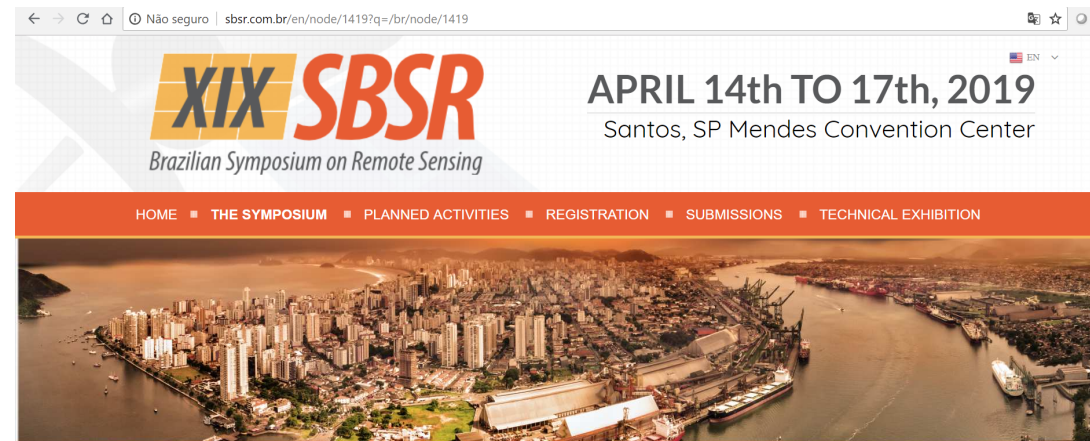 Não seguro sbsr.com.br/en/node/1419?q=/br/node/1419
EN
XIX SBSR
Brazilian Symposium on Remote Sensing
APRIL 14th TO 17th, 2019
Santos, SP Mendes Convention Center
HOME THE SYMPOSIUM PLANNED ACTIVITIES REGISTRATION SUBMISSIONS TECHNICAL EXHIBITION